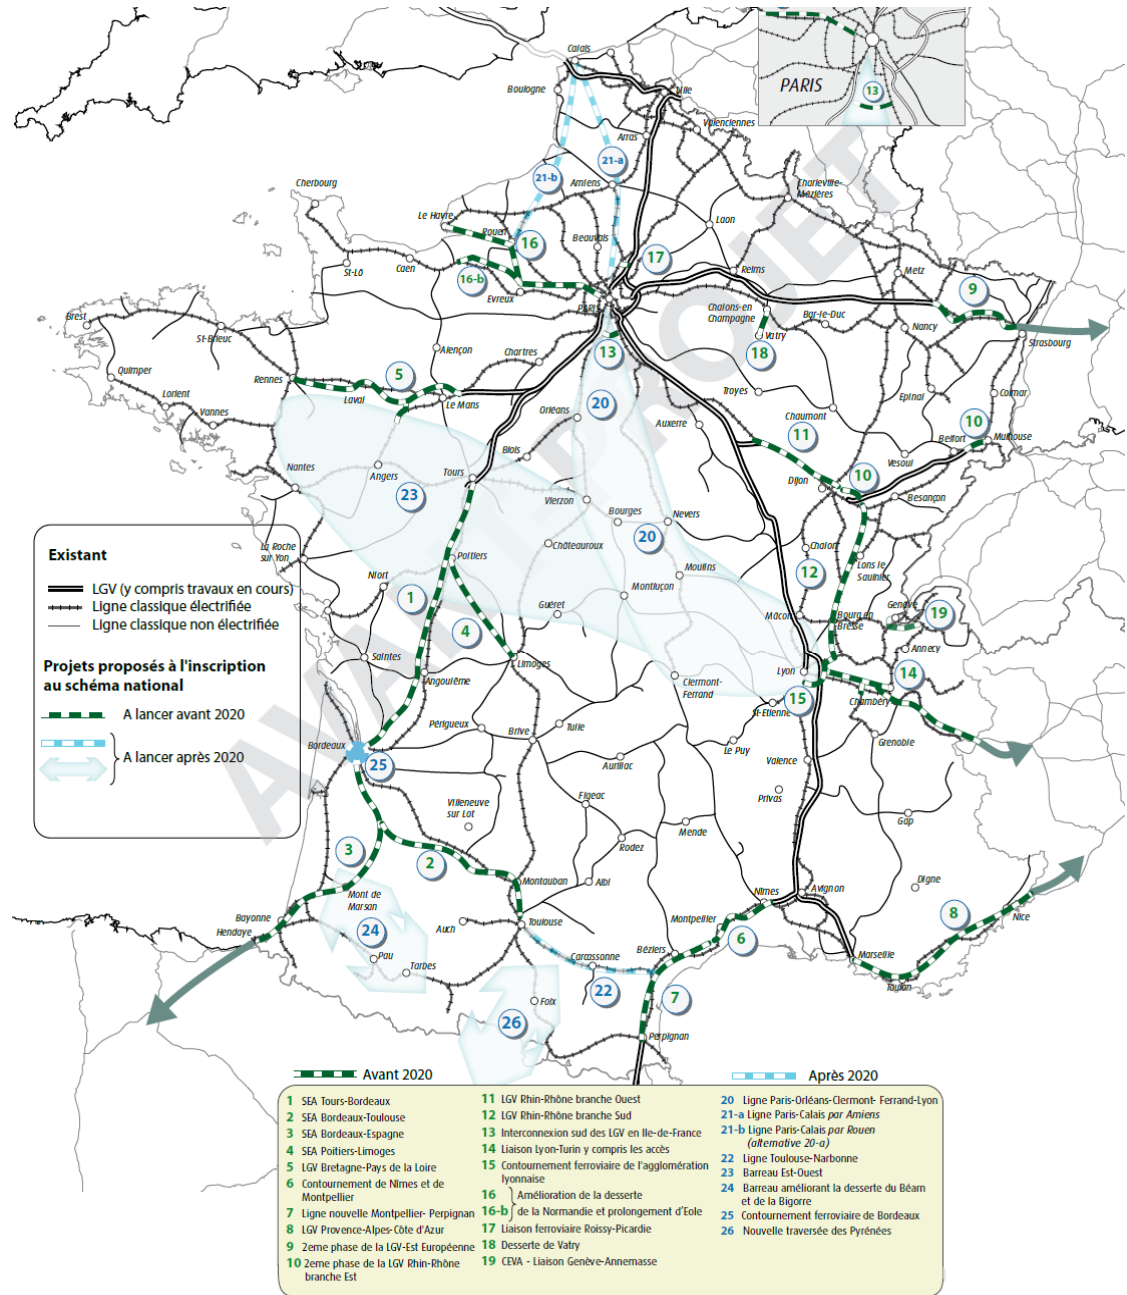 PARIS
13
Calais
Boulogne
Lille
Valenciennes
Arras
21-a
21-b
Amiens
Charleville-
Mézières
Cherbourg
Le Havre
Rouen
16
Beauvais
Laon
17
St-Lô
Caen
16-b
Evreux
Reims
Metz
9
PARIS
Chalons-en
Champagne
Bar-le-Duc
Nancy
Strasbourg
Vatry
18
Brest
St-Brieuc
Alençon
Chartres
13
Quimper
Rennes
5
Laval
Le Mans
Lorient
Vannes
Orléans
20
Troyes
Chaumont
Epinal
Colmar
Auxerre
11
10
Mulhouse
Belfort
Vesoul
Blois
Nantes
Angers
Tours
23
Vierzon
Dijon
10
Besançon
Bourges
Nevers
20
Châteauroux
Chalon
Lons le
Saulnier
La Roche
sur Yon
Poitiers
Moulins
12
Montluçon
Niort
1
Guéret
Mâcon
Bourg en
Bresse
Genève
19
4
Annecy
Saintes
Limoges
Lyon
14
Angoulême
Clermont-
Ferrand
15
Chambéry
St-Etienne
Périgueux
Tulle
Brive
Bordeaux
25
Le Puy
Grenoble
Valence
Aurillac
Privas
Villeneuve
sur Lot
Figeac
Mende
Gap
Rodez
3
2
Montauban
Albi
Digne
Mont de
Marsan
Nîmes
Avignon
Bayonne
Hendaye
24
Auch
Toulouse
Montpellier
6
8
Nice
Pau
Tarbes
Carcassonne
Béziers
Marseille
Toulon
22
7
Foix
26
Perpignan
AVANT-PROJET
Existant
LGV (y compris travaux en cours)
Ligne classique électrifiée
Ligne classique non électrifiée
Projets proposés à l'inscription
au schéma national
A lancer avant 2020
A lancer après 2020
Avant 2020
1 SEA Tours-Bordeaux
2 SEA Bordeaux-Toulouse
3 SEA Bordeaux-Espagne
4 SEA Poitiers-Limoges
5 LGV Bretagne-Pays de la Loire
6 Contournement de Nîmes et de
Montpellier
7 Ligne nouvelle Montpellier- Perpignan
8 LGV Provence-Alpes-Côte d'Azur
9 2eme phase de la LGV-Est Européenne
10 2eme phase de la LGV Rhin-Rhône
branche Est
11 LGV Rhin-Rhône branche Ouest
12 LGV Rhin-Rhône branche Sud
13 Interconnexion sud des LGV en Ile-de-France
14 Liaison Lyon-Turin y compris les accès
15 Contournement ferroviaire de l'agglomération
lyonnaise
16 Amélioration de la desserte
16-b de la Normandie et prolongement d'Eole
17 Liaison ferroviaire Roissy-Picardie
18 Desserte de Vatry
19 CEVA - Liaison Genève-Annemasse
Après 2020
20 Ligne Paris-Orléans-Clermont- Ferrand-Lyon
21-a Ligne Paris-Calais par Amiens
21-b Ligne Paris-Calais par Rouen
(alternative 20-a)
22 Ligne Toulouse-Narbonne
23 Barreau Est-Ouest
24 Barreau améliorant la desserte du Béarn
et de la Bigorre
25 Contournement ferroviaire de Bordeaux
26 Nouvelle traversée des Pyrénées